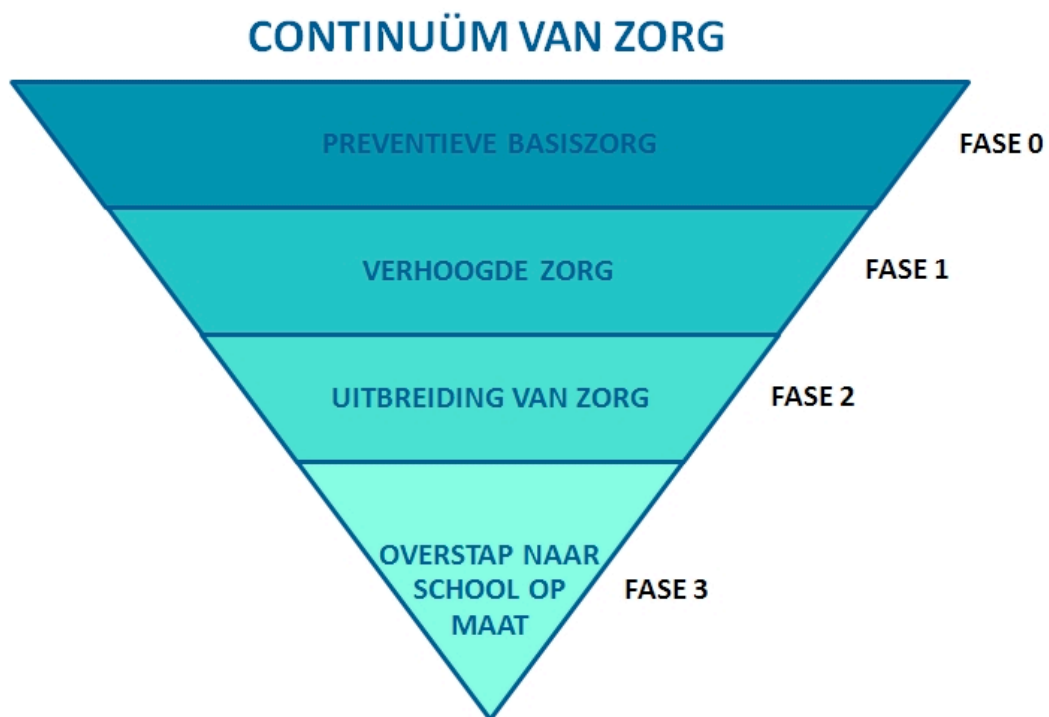 CONTINUÜM VAN ZORG
PREVENTIEVE BASISZORG
FASE 0
VERHOOGDE ZORG
FASE 1
UITBREIDING VAN ZORG
FASE 2
OVERSTAP NAAR
SCHOOL OP
MAAT
FASE 3